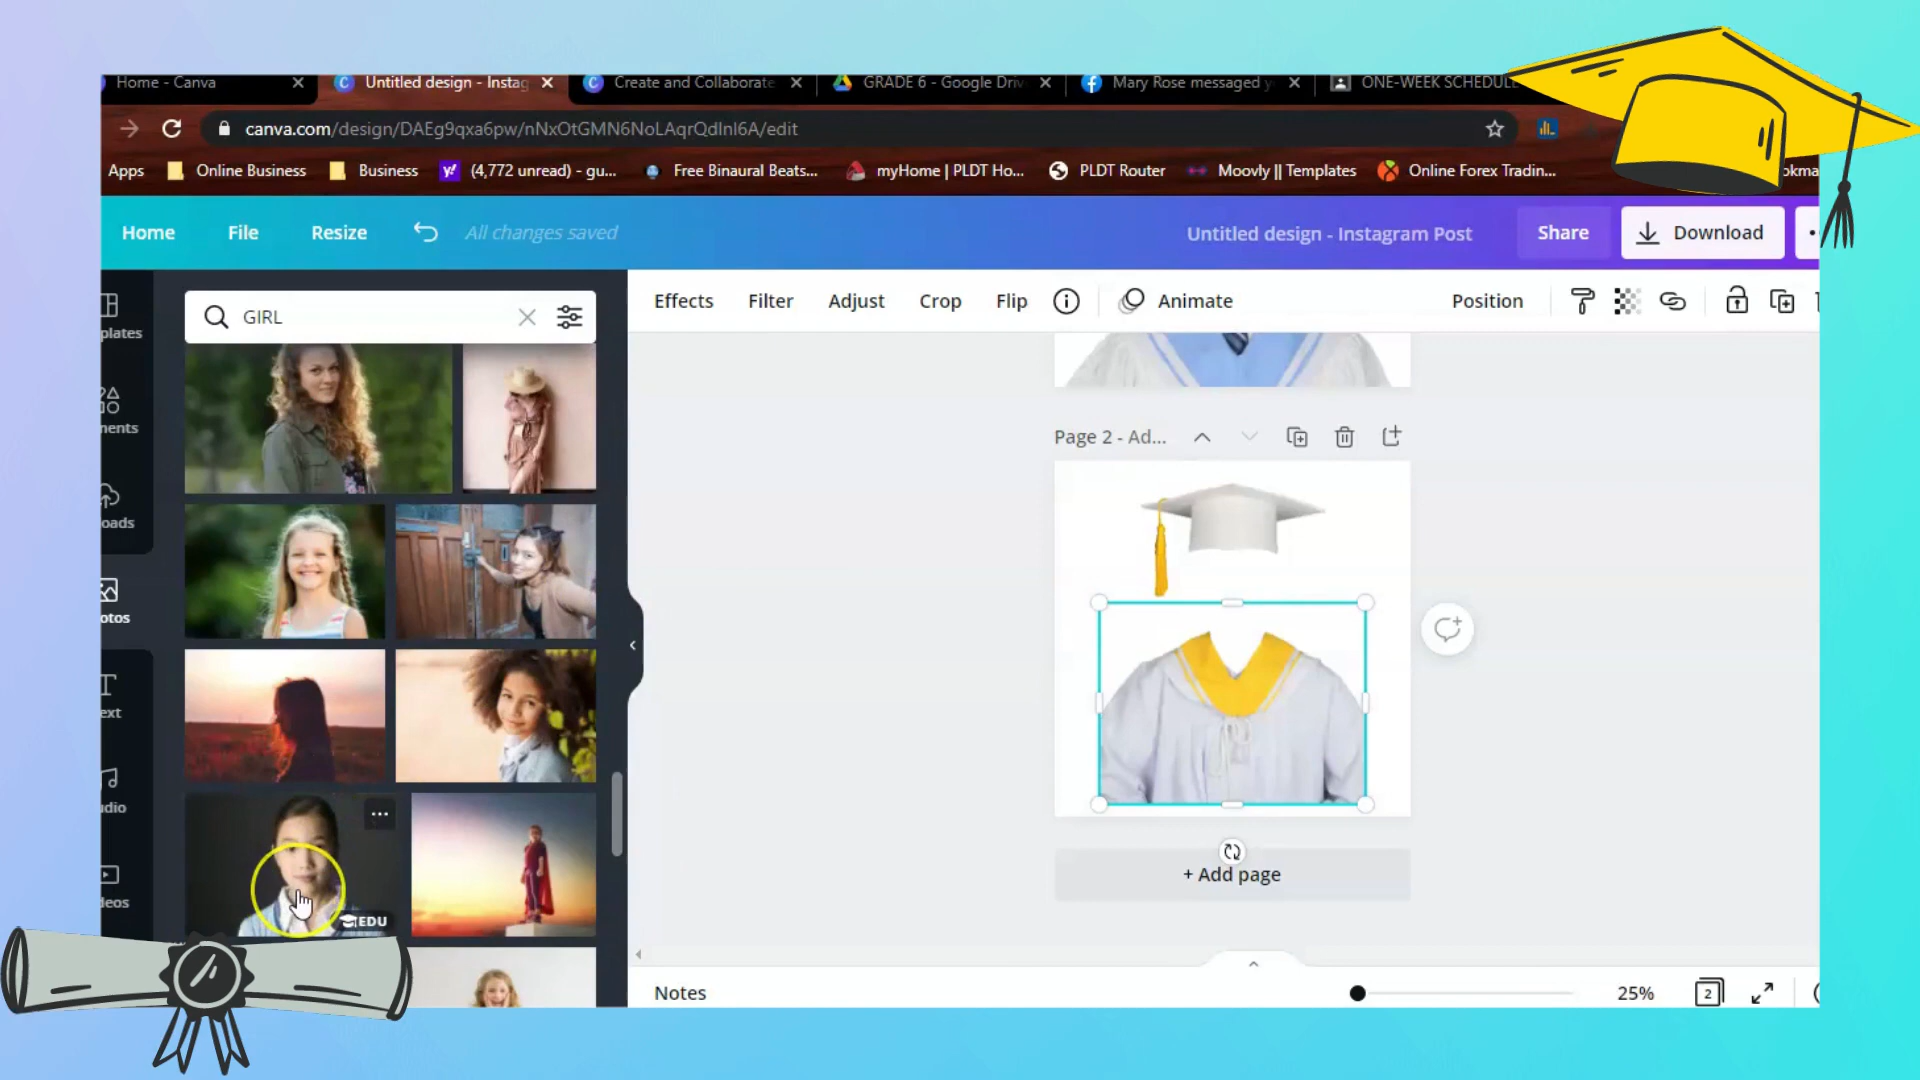 Home - Canva
Untitled design - Instag
Create and Collaborate
GRADE 6 - Google Driv
Mary Rose messaged y
ONE-WEEK SCHEDUL
canva.com/design/DAEg9qxa6pw/nNxOtGMN6NoLAqrQdInI6A/edit
Apps
Online Business
Business
(4,772 unread) - gu...
Free Binaural Beats...
myHome | PLDT Ho...
PLDT Router
Moovly || Templates
Online Forex Tradin...
okma
Home
File
Resize
All changes saved
Untitled design - Instagram Post
Share
Download
GIRL
Effects
Filter
Adjust
Crop
Flip
Animate
Position
plates
nents
oads
otos
ext
dio
deos
EDU
Page 2 - Ad...
+ Add page
Notes
25%
2